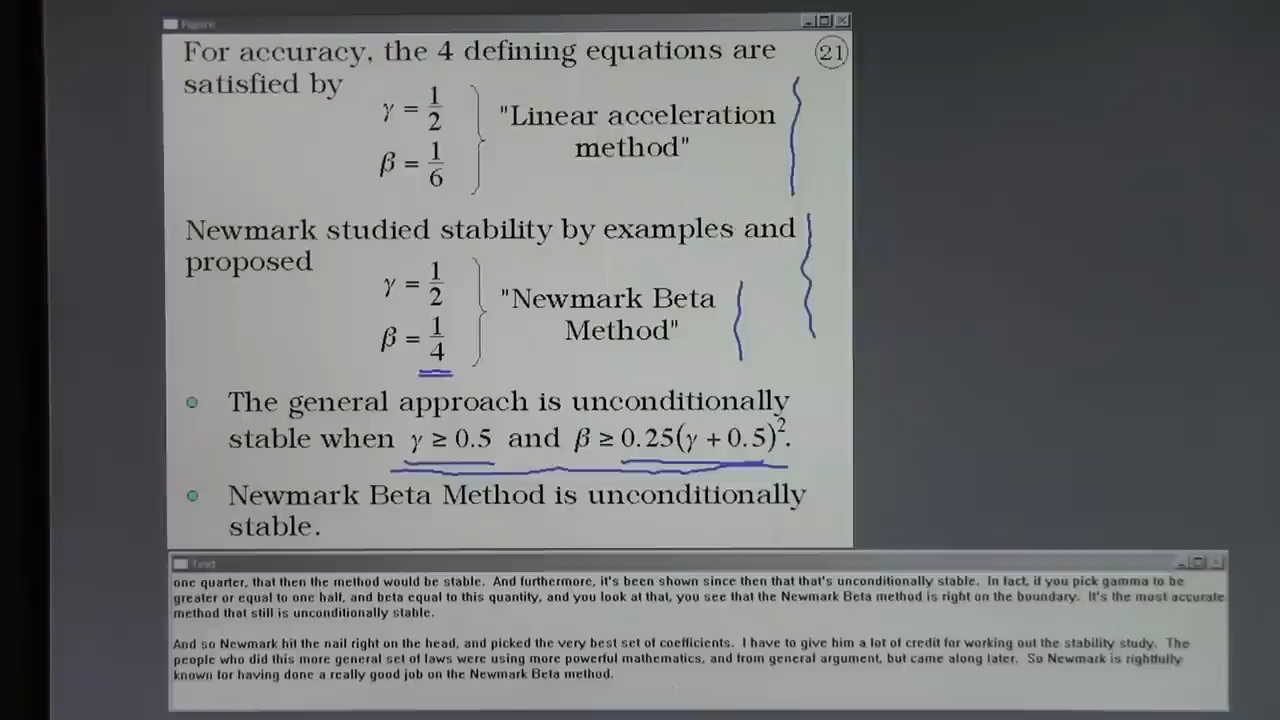 Figure
For accuracy, the 4 defining equations are
21
satisfied by
γ = 1/2
β = 1/6
"Linear acceleration
method"
Newmark studied stability by examples and
proposed
γ = 1/2
β = 1/4
"Newmark Beta
Method"
The general approach is unconditionally
stable when γ ≥ 0.5 and β ≥ 0.25(γ + 0.5)².
Newmark Beta Method is unconditionally
stable.
Text
one quarter, that then the method would be stable. And furthermore, it's been shown since then that that's unconditionally stable. In fact, if you pick gamma to be
greater or equal to one half, and beta equal to this quantity, and you look at that, you see that the Newmark Beta method is right on the boundary. It's the most accurate
method that still is unconditionally stable.
And so Newmark hit the nail right on the head, and picked the very best set of coefficients. I have to give him a lot of credit for working out the stability study. The
people who did this more general set of laws were using more powerful mathematics, and from general argument, but came along later. So Newmark is rightfully
known for having done a really good job on the Newmark Beta method.